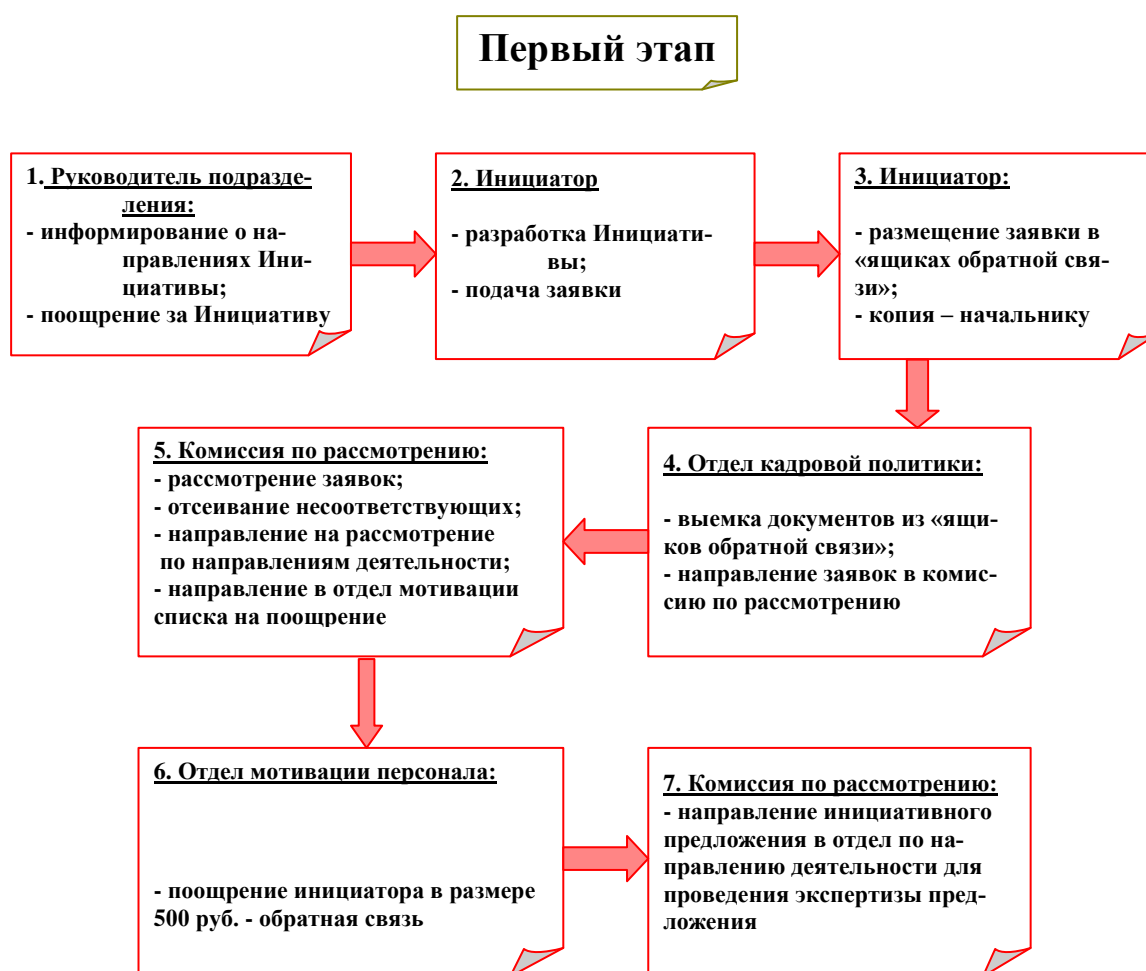 Первый этап
1. Руководитель подразде-
ления:
- информирование о на-
правлениях Ини-
циативы;
- поощрение за Инициативу
2. Инициатор
- разработка Инициати-
вы;
- подача заявки
3. Инициатор:
- размещение заявки в
«ящиках обратной свя-
зи»;
- копия – начальнику
4. Отдел кадровой политики:
- выемка документов из «ящи-
ков обратной связи»;
- направление заявок в комис-
сию по рассмотрению
5. Комиссия по рассмотрению:
- рассмотрение заявок;
- отсеивание несоответствующих;
- направление на рассмотрение
по направлениям деятельности;
- направление в отдел мотивации
списка на поощрение
6. Отдел мотивации персонала:
- поощрение инициатора в размере
500 руб. - обратная связь
7. Комиссия по рассмотрению:
- направление инициативного
предложения в отдел по на-
правлению деятельности для
проведения экспертизы пред-
ложения